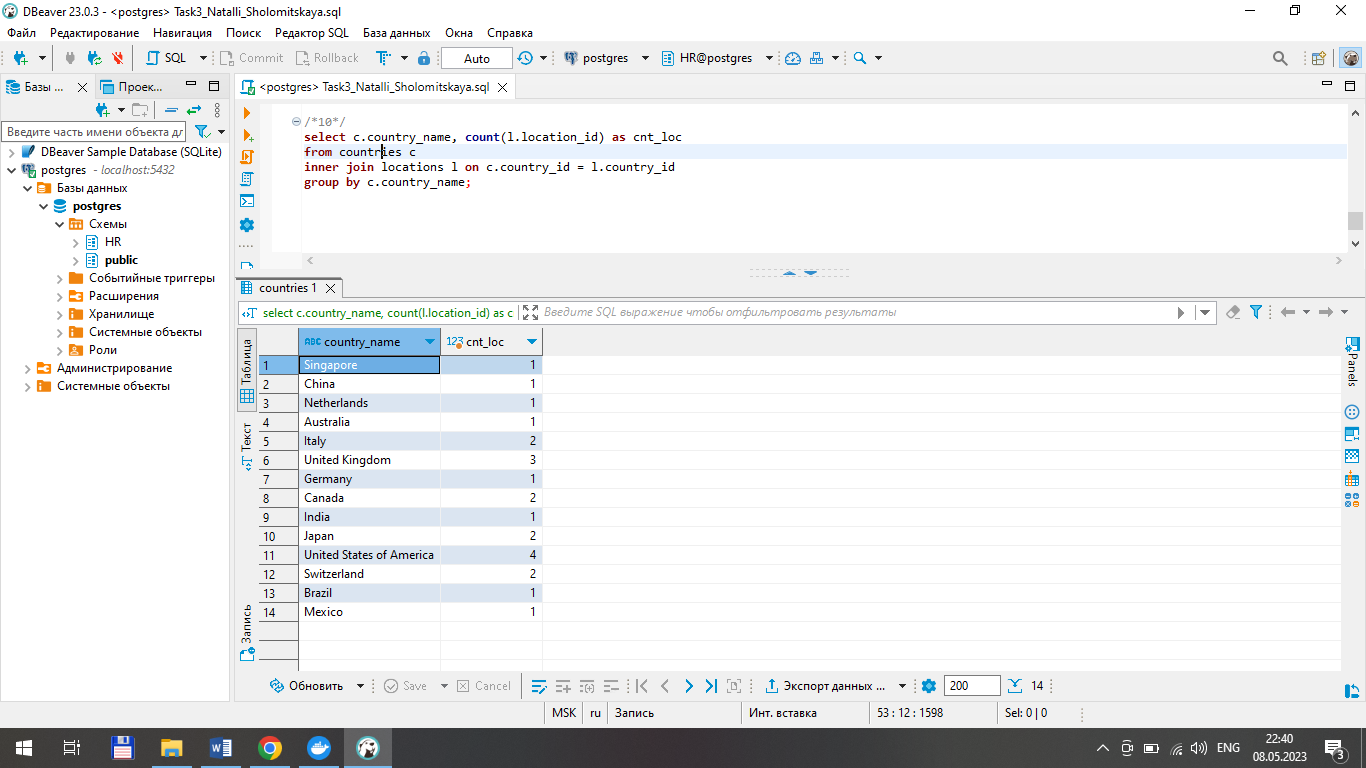 DBeaver 23.0.3 - <postgres> Task3_Natalli_Sholomitskaya.sql
Файл Редактирование Навигация Поиск Редактор SQL База данных Окна Справка
SQL Commit Rollback Auto postgres HR@postgres
Базы ... Проек...
<postgres> Task3_Natalli_Sholomitskaya.sql
Введите часть имени объекта дл
DBeaver Sample Database (SQLite)
postgres - localhost:5432
Базы данных
postgres
Схемы
HR
public
Событийные триггеры
Расширения
Хранилище
Системные объекты
Роли
Администрирование
Системные объекты
/*10*/
select c.country_name, count(l.location_id) as cnt_loc
from countries c
inner join locations l on c.country_id = l.country_id
group by c.country_name;
countries 1
select c.country_name, count(l.location_id) as c
Введите SQL выражение чтобы отфильтровать результаты
Таблица
Текст
Запись
ABC country_name 123 cnt_loc
1 Singapore 1
2 China 1
3 Netherlands 1
4 Australia 1
5 Italy 2
6 United Kingdom 3
7 Germany 1
8 Canada 2
9 India 1
10 Japan 2
11 United States of America 4
12 Switzerland 2
13 Brazil 1
14 Mexico 1
Panels
Обновить Save Cancel Экспорт данных ... 200 14
MSK ru Запись Инт. вставка 53 : 12 : 1598 Sel: 0 | 0
ENG
22:40
08.05.2023
3